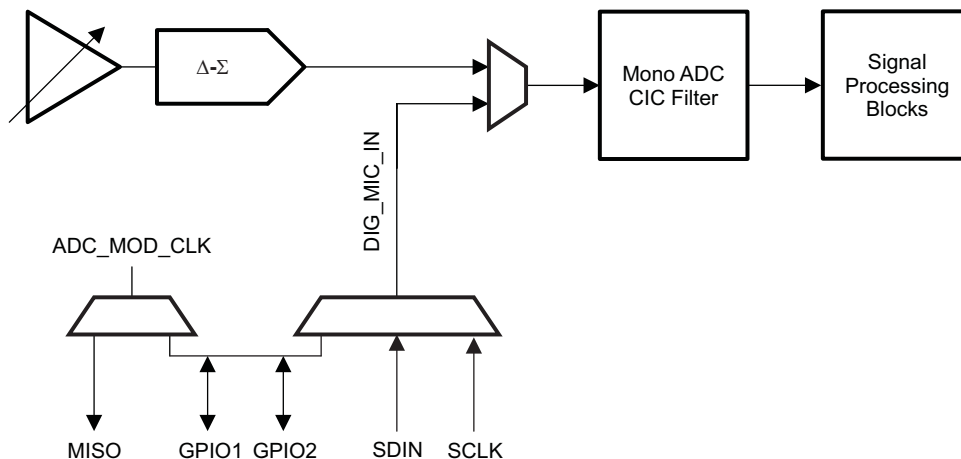 Δ-Σ
Mono ADC
CIC Filter
Signal
Processing
Blocks
DIG_MIC_IN
ADC_MOD_CLK
MISO
GPIO1
GPIO2
SDIN
SCLK